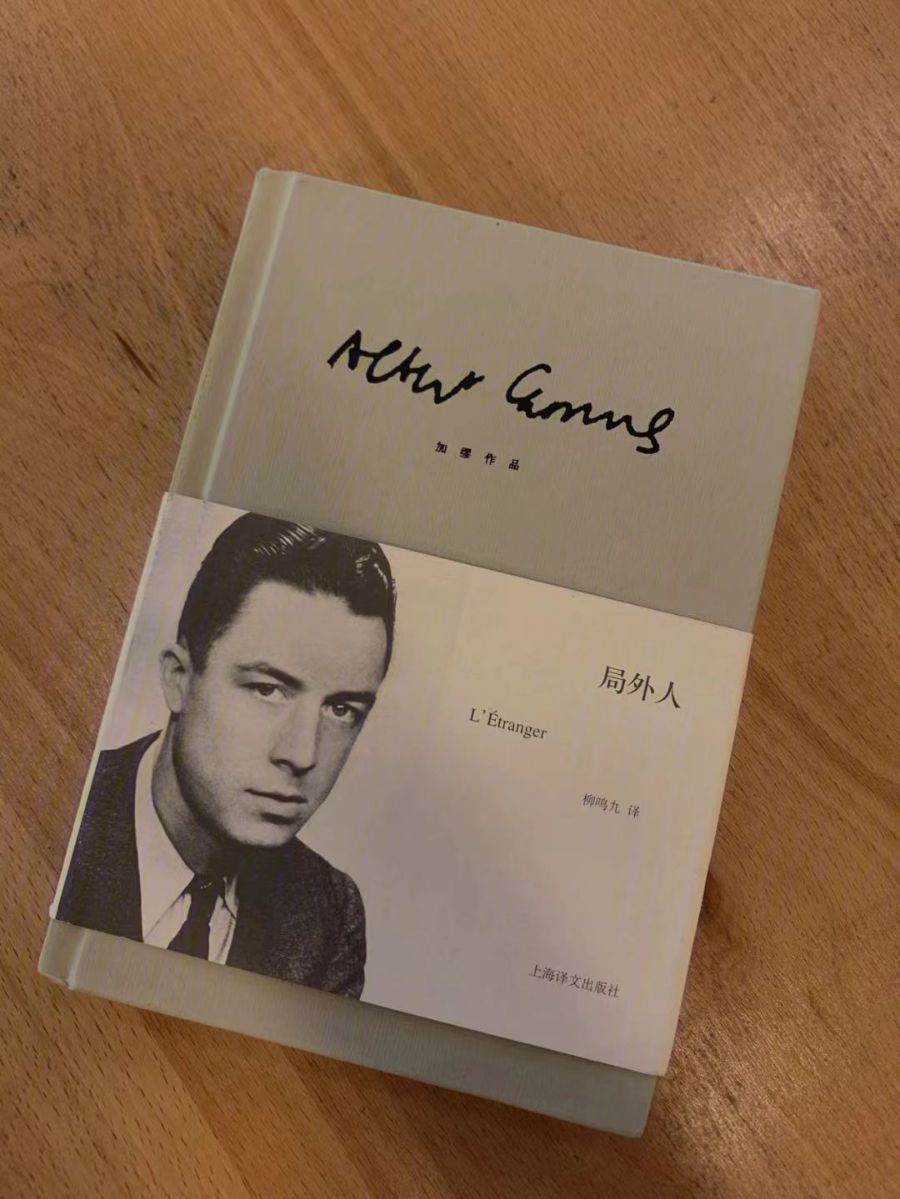 Albert Camus
加缪作品
局外人
L'Étranger
柳鸣九 译
上海译文出版社